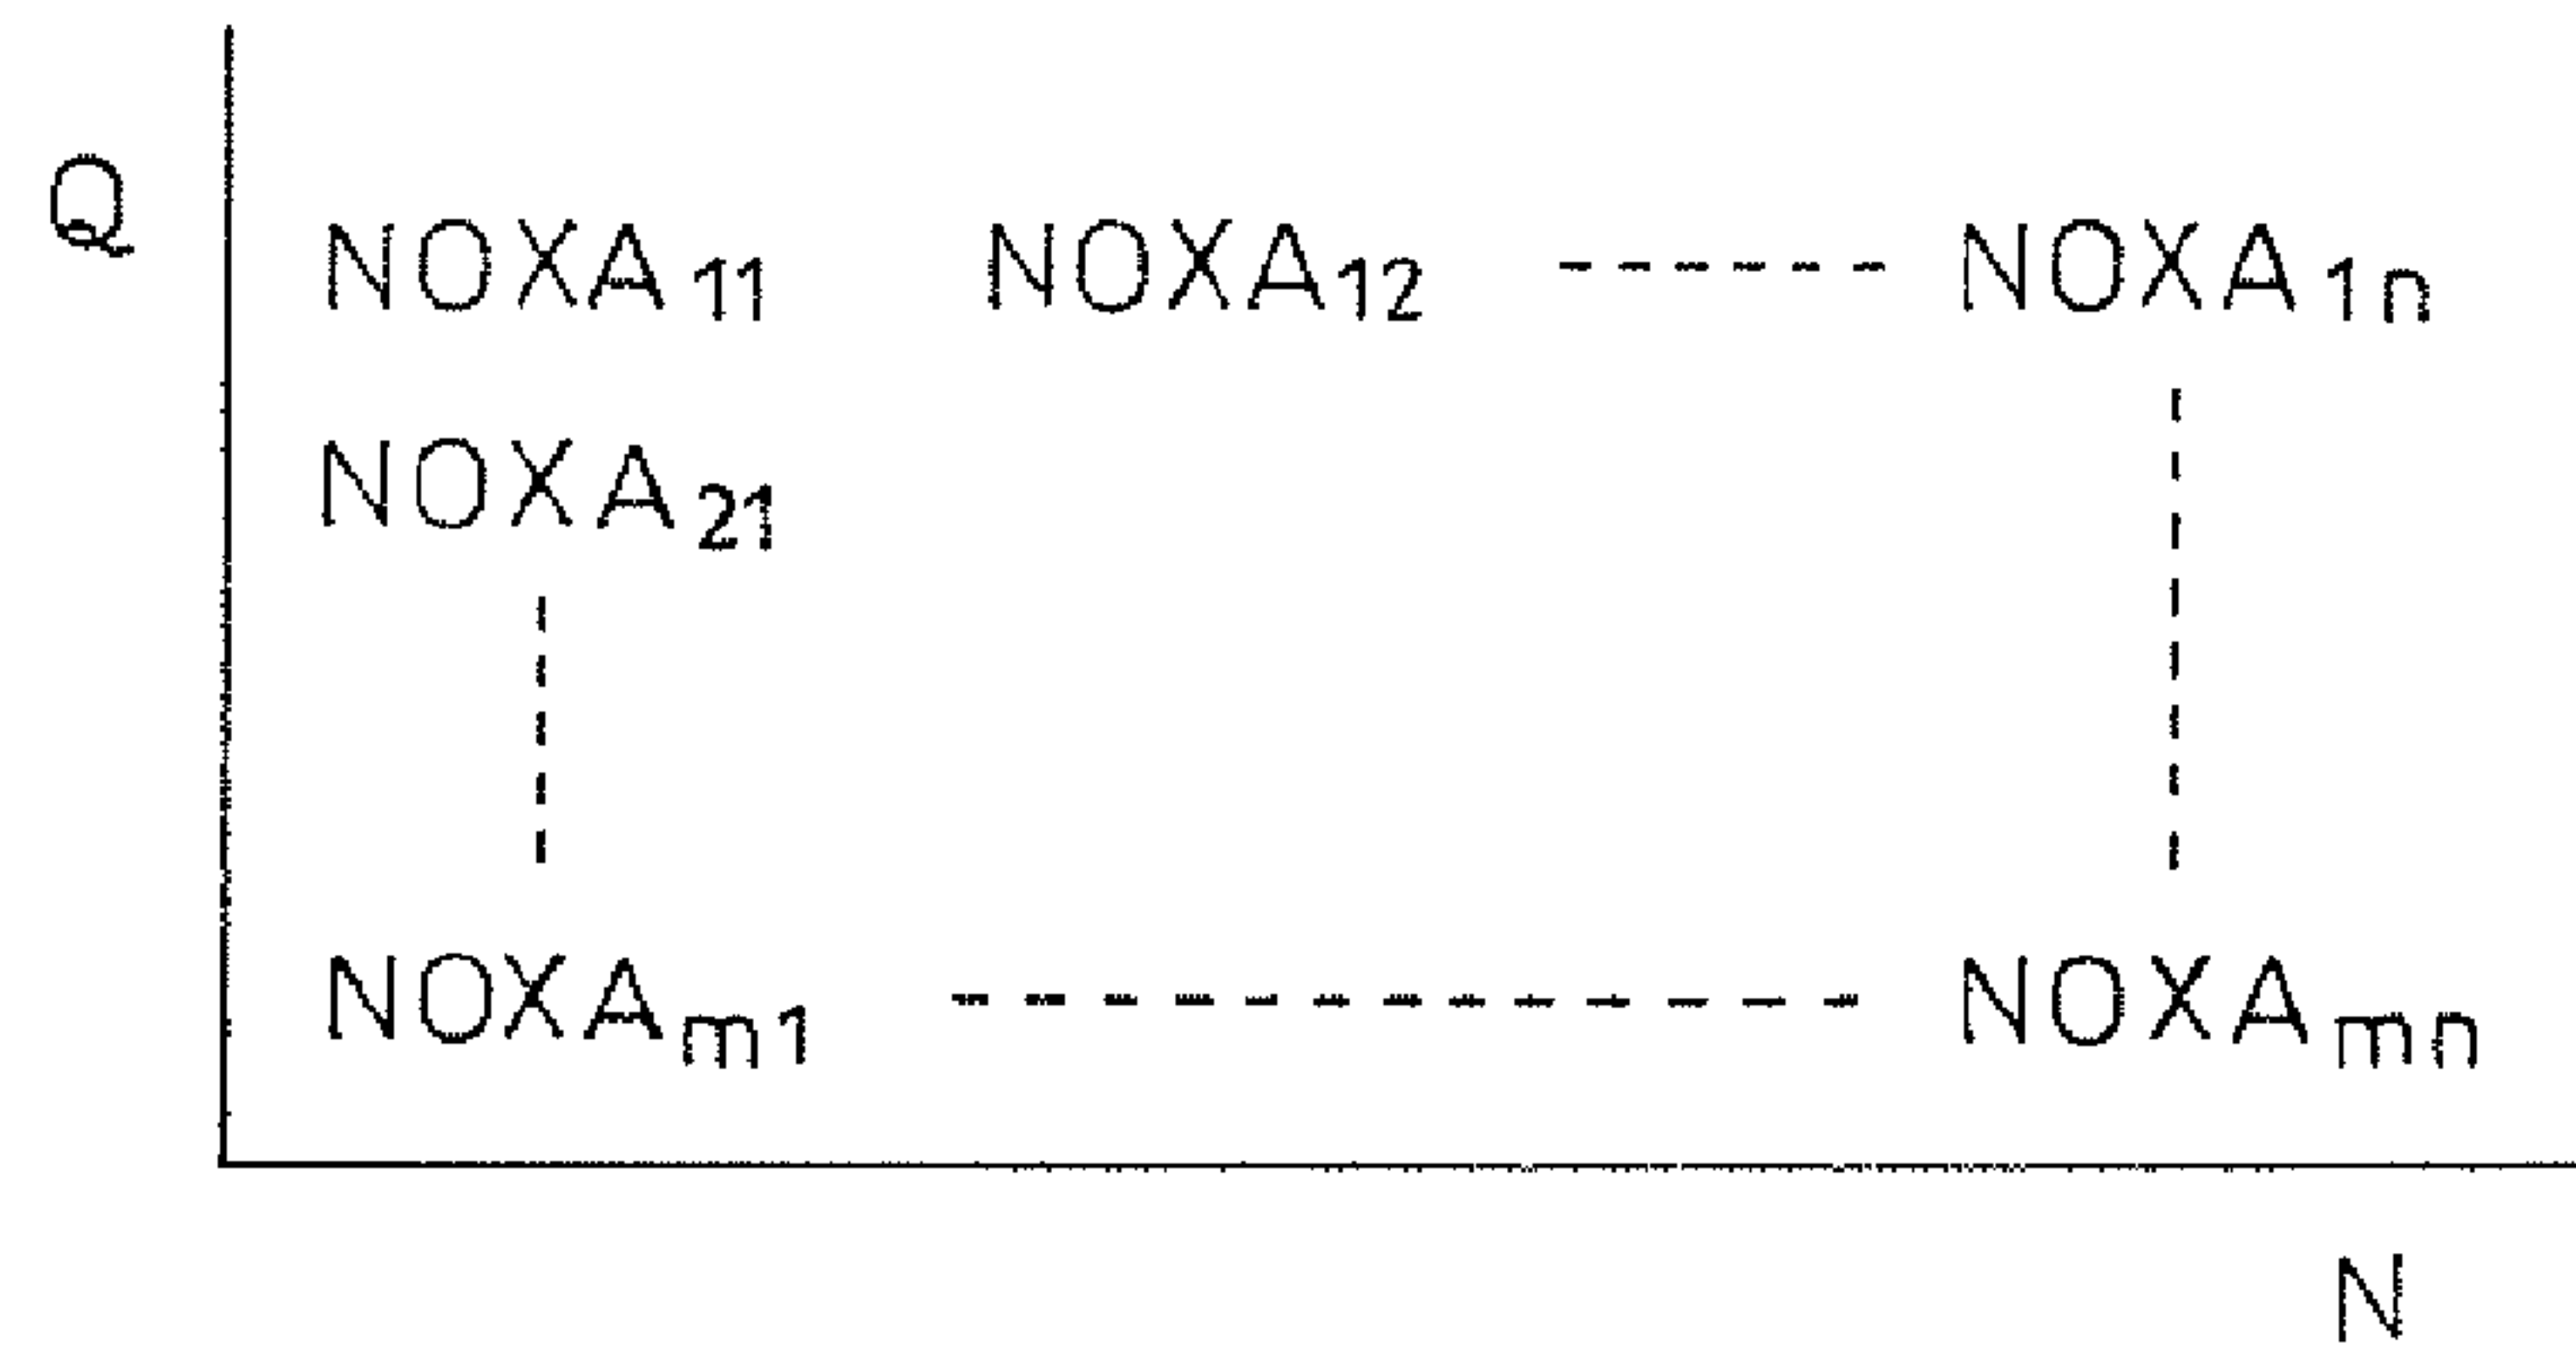 Q
NOXA11 NOXA12 ------ NOXA1n
NOXA21
NOXAm1 ------------- NOXAmn
N